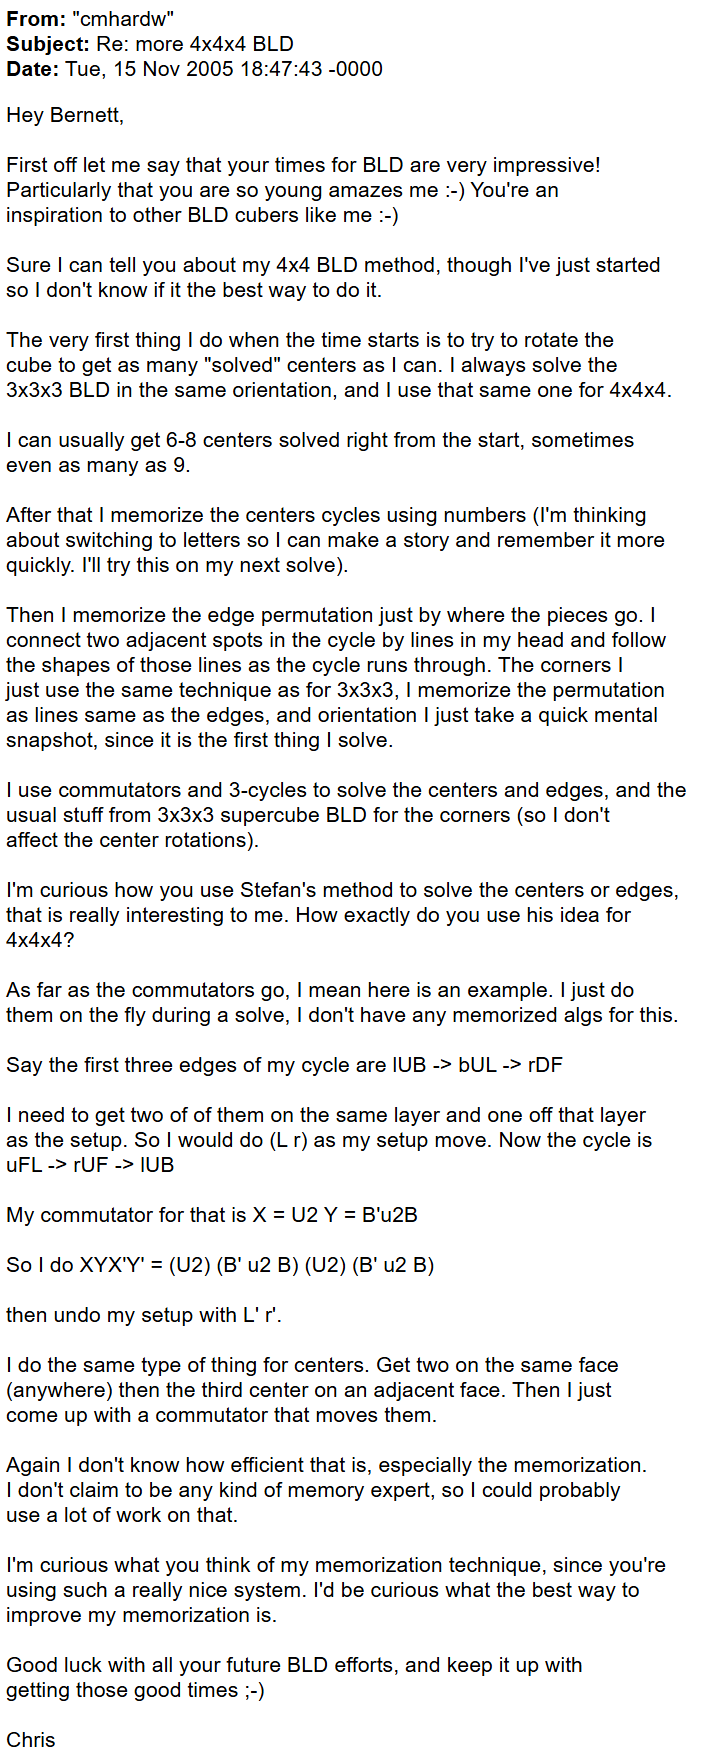 From: "cmhardw"
Subject: Re: more 4x4x4 BLD
Date: Tue, 15 Nov 2005 18:47:43 -0000
Hey Bernett,
First off let me say that your times for BLD are very impressive!
Particularly that you are so young amazes me :-) You're an
inspiration to other BLD cubers like me :-)
Sure I can tell you about my 4x4 BLD method, though I've just started
so I don't know if it the best way to do it.
The very first thing I do when the time starts is to try to rotate the
cube to get as many "solved" centers as I can. I always solve the
3x3x3 BLD in the same orientation, and I use that same one for 4x4x4.
I can usually get 6-8 centers solved right from the start, sometimes
even as many as 9.
After that I memorize the centers cycles using numbers (I'm thinking
about switching to letters so I can make a story and remember it more
quickly. I'll try this on my next solve).
Then I memorize the edge permutation just by where the pieces go. I
connect two adjacent spots in the cycle by lines in my head and follow
the shapes of those lines as the cycle runs through. The corners I
just use the same technique as for 3x3x3, I memorize the permutation
as lines same as the edges, and orientation I just take a quick mental
snapshot, since it is the first thing I solve.
I use commutators and 3-cycles to solve the centers and edges, and the
usual stuff from 3x3x3 supercube BLD for the corners (so I don't
affect the center rotations).
I'm curious how you use Stefan's method to solve the centers or edges,
that is really interesting to me. How exactly do you use his idea for
4x4x4?
As far as the commutators go, I mean here is an example. I just do
them on the fly during a solve, I don't have any memorized algs for this.
Say the first three edges of my cycle are lUB -> bUL -> rDF
I need to get two of of them on the same layer and one off that layer
as the setup. So I would do (L r) as my setup move. Now the cycle is
uFL -> rUF -> lUB
My commutator for that is X = U2 Y = B'u2B
So I do XYX'Y' = (U2) (B' u2 B) (U2) (B' u2 B)
then undo my setup with L' r'.
I do the same type of thing for centers. Get two on the same face
(anywhere) then the third center on an adjacent face. Then I just
come up with a commutator that moves them.
Again I don't know how efficient that is, especially the memorization.
I don't claim to be any kind of memory expert, so I could probably
use a lot of work on that.
I'm curious what you think of my memorization technique, since you're
using such a really nice system. I'd be curious what the best way to
improve my memorization is.
Good luck with all your future BLD efforts, and keep it up with
getting those good times ;-)
Chris